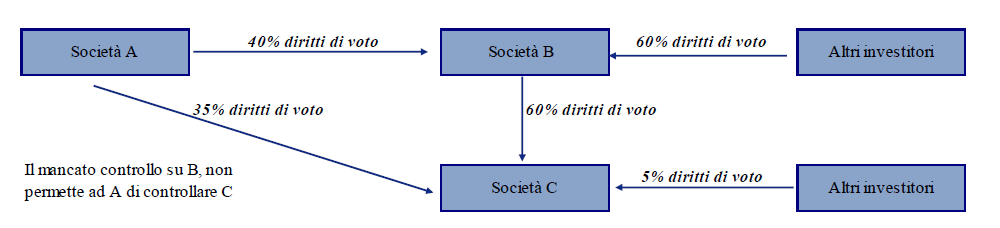 Società A
40% diritti di voto
Società B
60% diritti di voto
Altri investitori
35% diritti di voto
60% diritti di voto
Il mancato controllo su B, non
permette ad A di controllare C
Società C
5% diritti di voto
Altri investitori